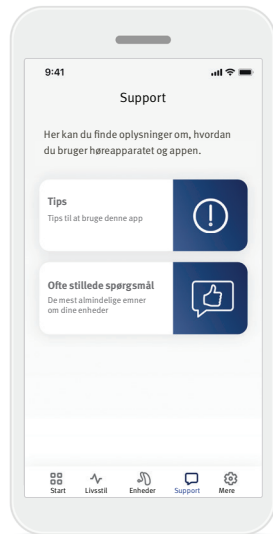 9:41
Support
Her kan du finde oplysninger om, hvordan
du bruger høreapparatet og appen.
Tips
Tips til at bruge denne app
Ofte stillede spørgsmål
De mest almindelige emner
om dine enheder
Start Livsstil Enheder Support Mere